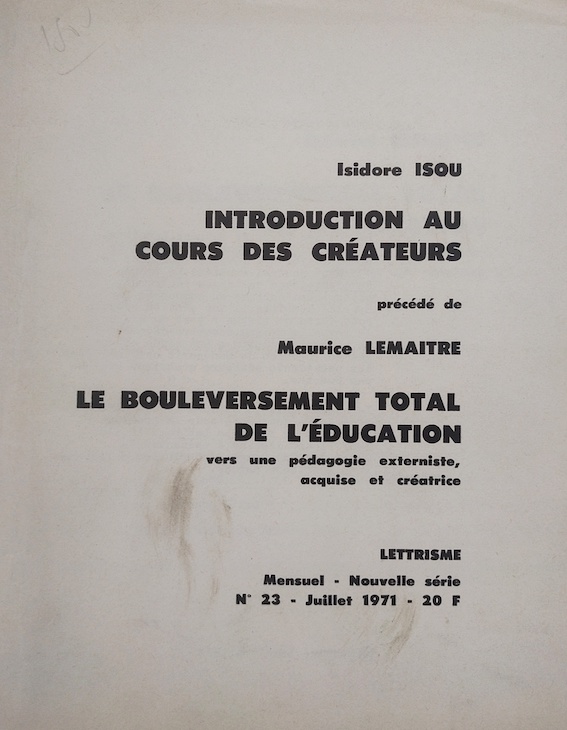 Isidore ISOU
INTRODUCTION AU
COURS DES CRÉATEURS
précédé de
Maurice LEMAITRE
LE BOULEVERSEMENT TOTAL
DE L'ÉDUCATION
vers une pédagogie externiste,
acquise et créatrice
LETTRISME
Mensuel - Nouvelle série
N° 23 - Juillet 1971 - 20 F